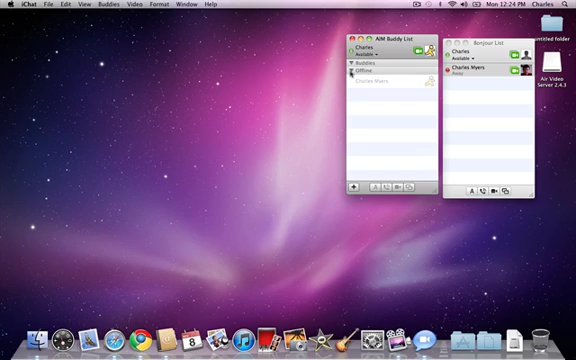 iChat File Edit View Buddies Video Format Window Help
Mon 12:24 PM Charles
AIM Buddy List
Charles
Available
Buddies
Offline
Charles Myers
Bonjour List
Charles
Available
Charles Myers
Away
untitled folder
Air Video
Server 2.4.3
8